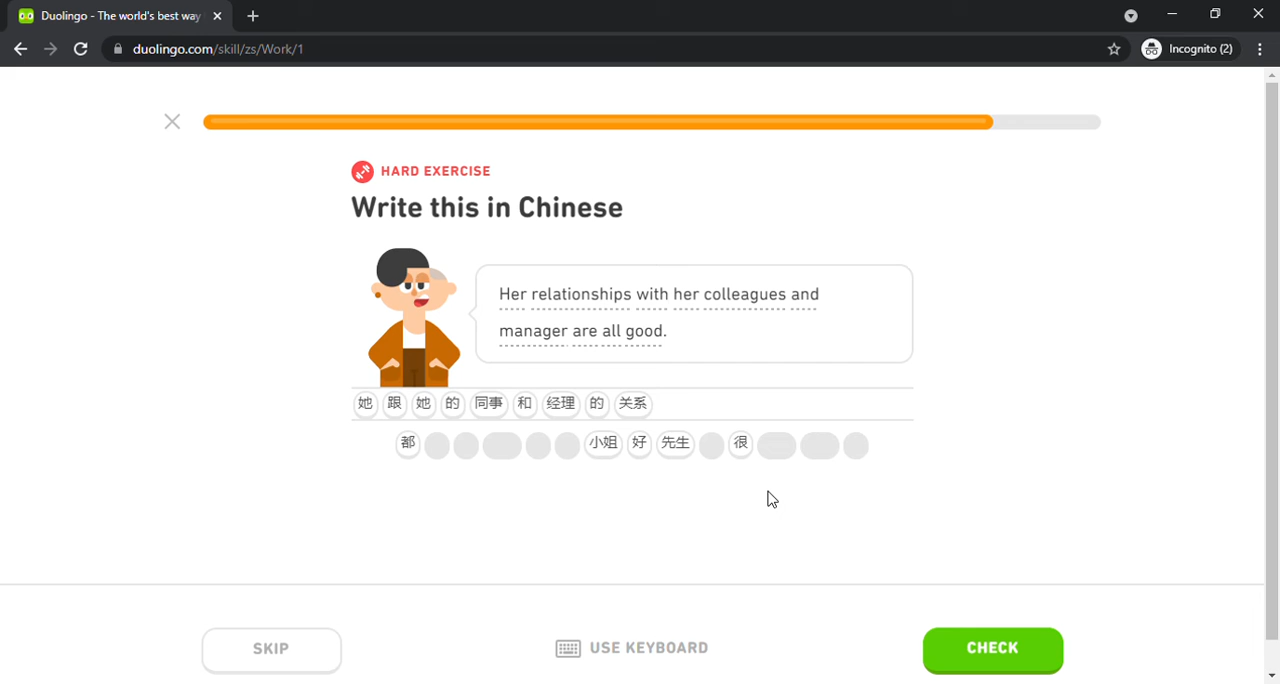 Duolingo - The world's best way
duolingo.com/skill/zs/Work/1
Incognito (2)
HARD EXERCISE
Write this in Chinese
Her relationships with her colleagues and
manager are all good.
她 跟 她 的 同事 和 经理 的 关系
都 小姐 好 先生 很
SKIP
USE KEYBOARD
CHECK